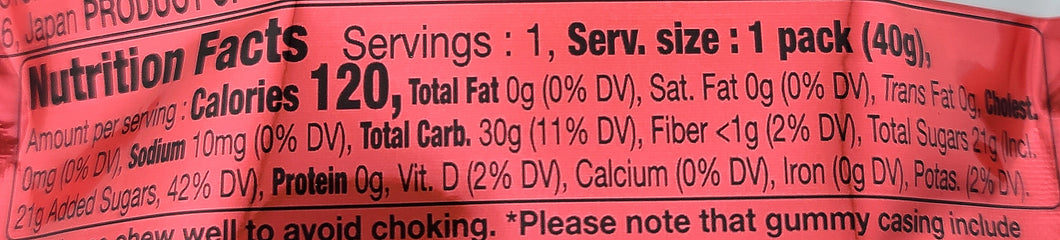 6, Japan PRODUCT OF
Nutrition Facts Servings : 1, Serv. size : 1 pack (40g),
Amount per serving : Calories 120, Total Fat 0g (0% DV), Sat. Fat 0g (0% DV), Trans Fat 0g, Cholest.
0mg (0% DV), Sodium 10mg (0% DV), Total Carb. 30g (11% DV), Fiber <1g (2% DV), Total Sugars 21g (Incl.
21g Added Sugars, 42% DV), Protein 0g, Vit. D (2% DV), Calcium (0% DV), Iron (0g DV), Potas. (2% DV).
chew well to avoid choking. *Please note that gummy casing include